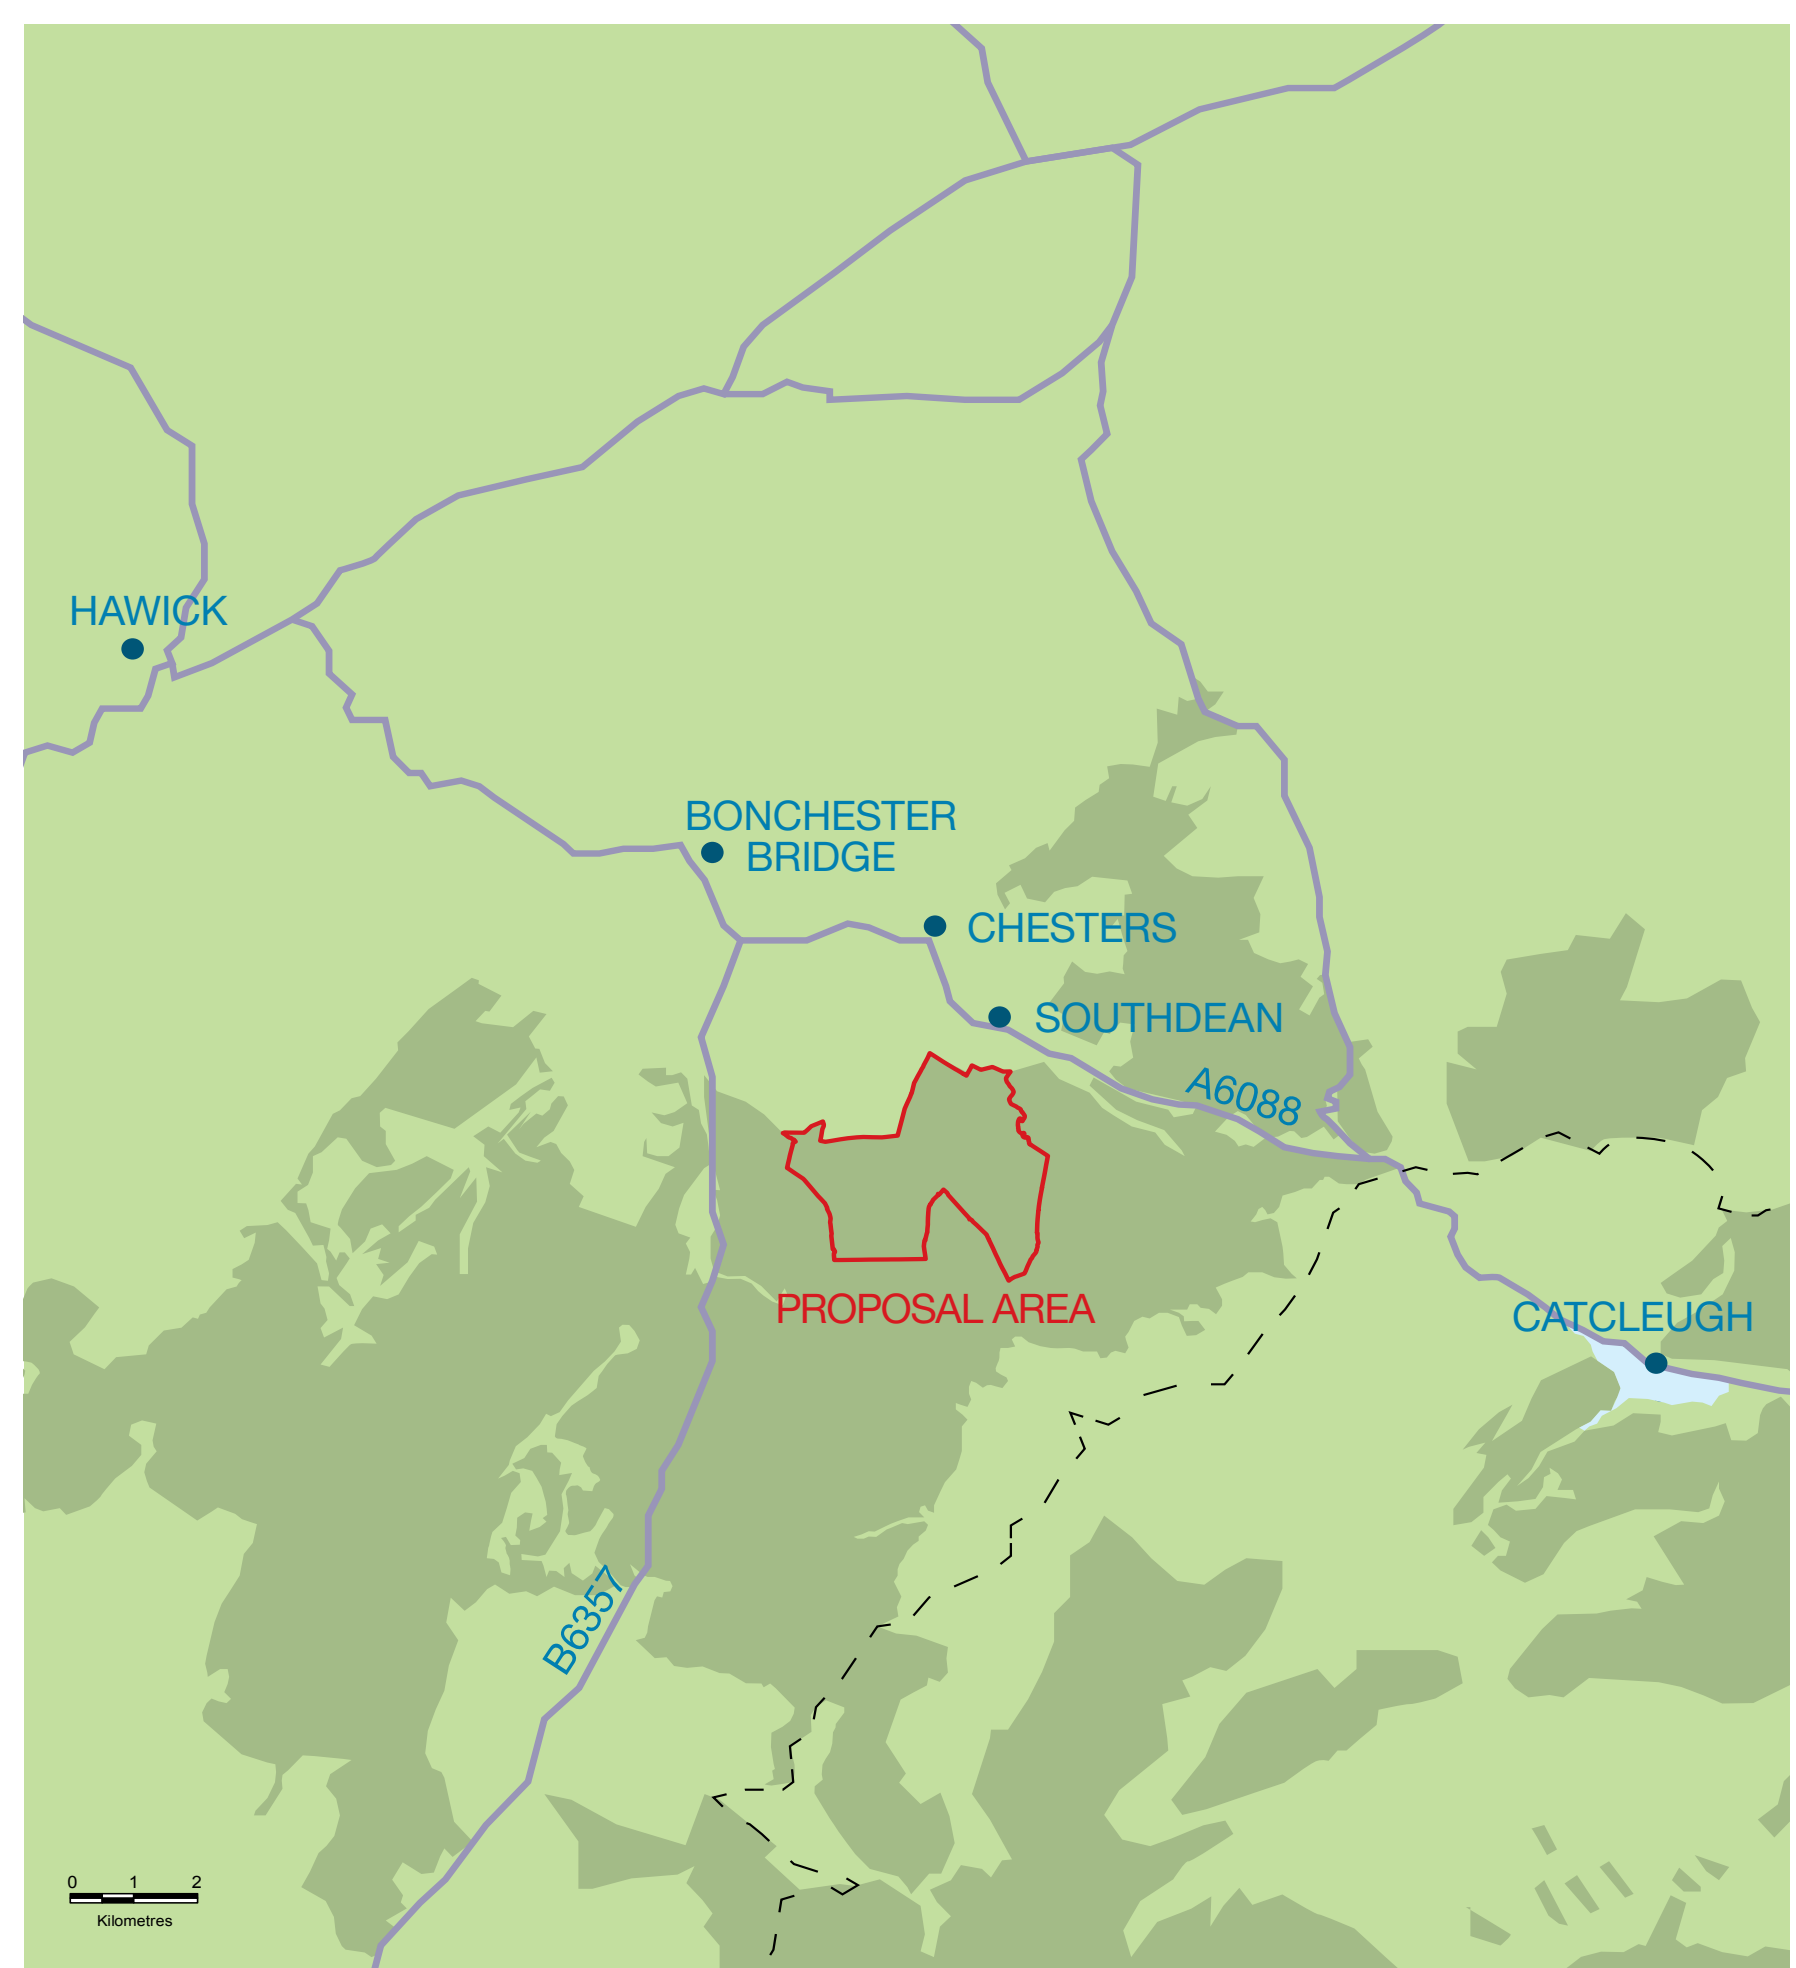 HAWICK
BONCHESTER
BRIDGE
CHESTERS
SOUTHDEAN
A6088
PROPOSAL AREA
CATCLEUGH
B6357
0 1 2
Kilometres